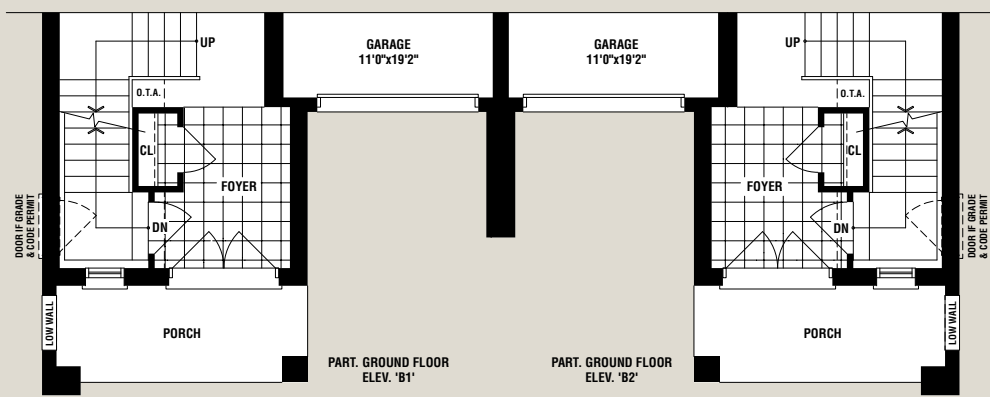 UP
GARAGE
11'0"x19'2"
GARAGE
11'0"x19'2"
UP
O.T.A.
O.T.A.
CL
CL
FOYER
FOYER
DN
DN
DOOR IF GRADE
& CODE PERMIT
DOOR IF GRADE
& CODE PERMIT
LOW WALL
PORCH
PORCH
LOW WALL
PART. GROUND FLOOR
ELEV. 'B1'
PART. GROUND FLOOR
ELEV. 'B2'